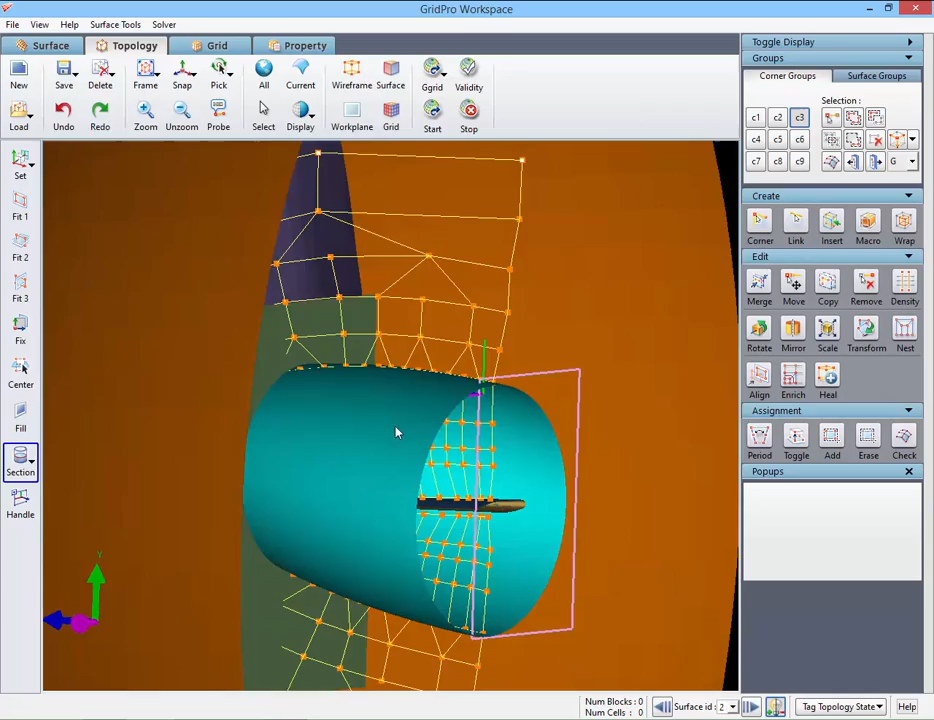 GridPro Workspace
File View Help Surface Tools Solver
Surface Topology Grid Property
New Save Delete Frame Snap Pick All Current Wireframe Surface Ggrid Validity
Load Undo Redo Zoom Unzoom Probe Select Display Workplane Grid Start Stop
Set
Fit 1
Fit 2
Fit 3
Fix
Center
Fill
Section
Handle
Y
Toggle Display
Groups
Corner Groups Surface Groups
Selection :
c1 c2 c3
c4 c5 c6
c7 c8 c9 G
Create
Corner Link Insert Macro Wrap
Edit
Merge Move Copy Remove Density
Rotate Mirror Scale Transform Nest
Align Enrich Heal
Assignment
Period Toggle Add Erase Check
Popups
Num Blocks : 0
Num Cells : 0
Surface id : 2
Tag Topology State
Help